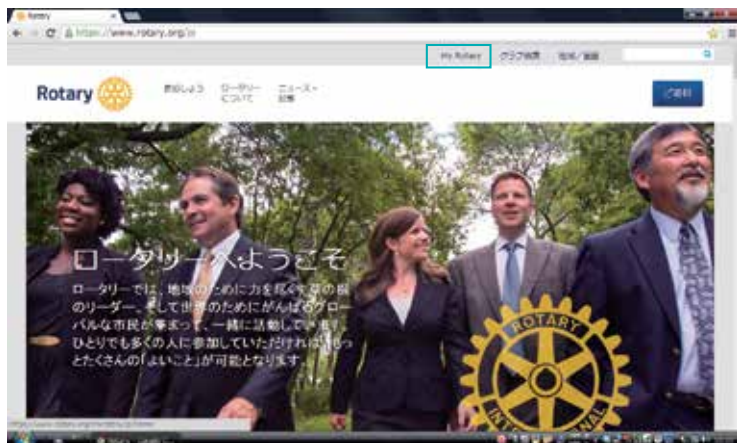 Rotary
https://www.rotary.org/ja
My Rotary クラブ検索 地域/言語
Rotary
参加しよう ロータリーについて ニュース・記事
ご寄付
ロータリーへようこそ
ロータリーでは、地域のために力を尽くす草の根
のリーダー、そして世界のためにがんばるグロー
バルな市民が集まって、一緒に活動しています。
ひとりでも多くの人に参加していただければ、もっ
とたくさんの「よいこと」が可能となります。
ROTARY
INTERNATIONAL